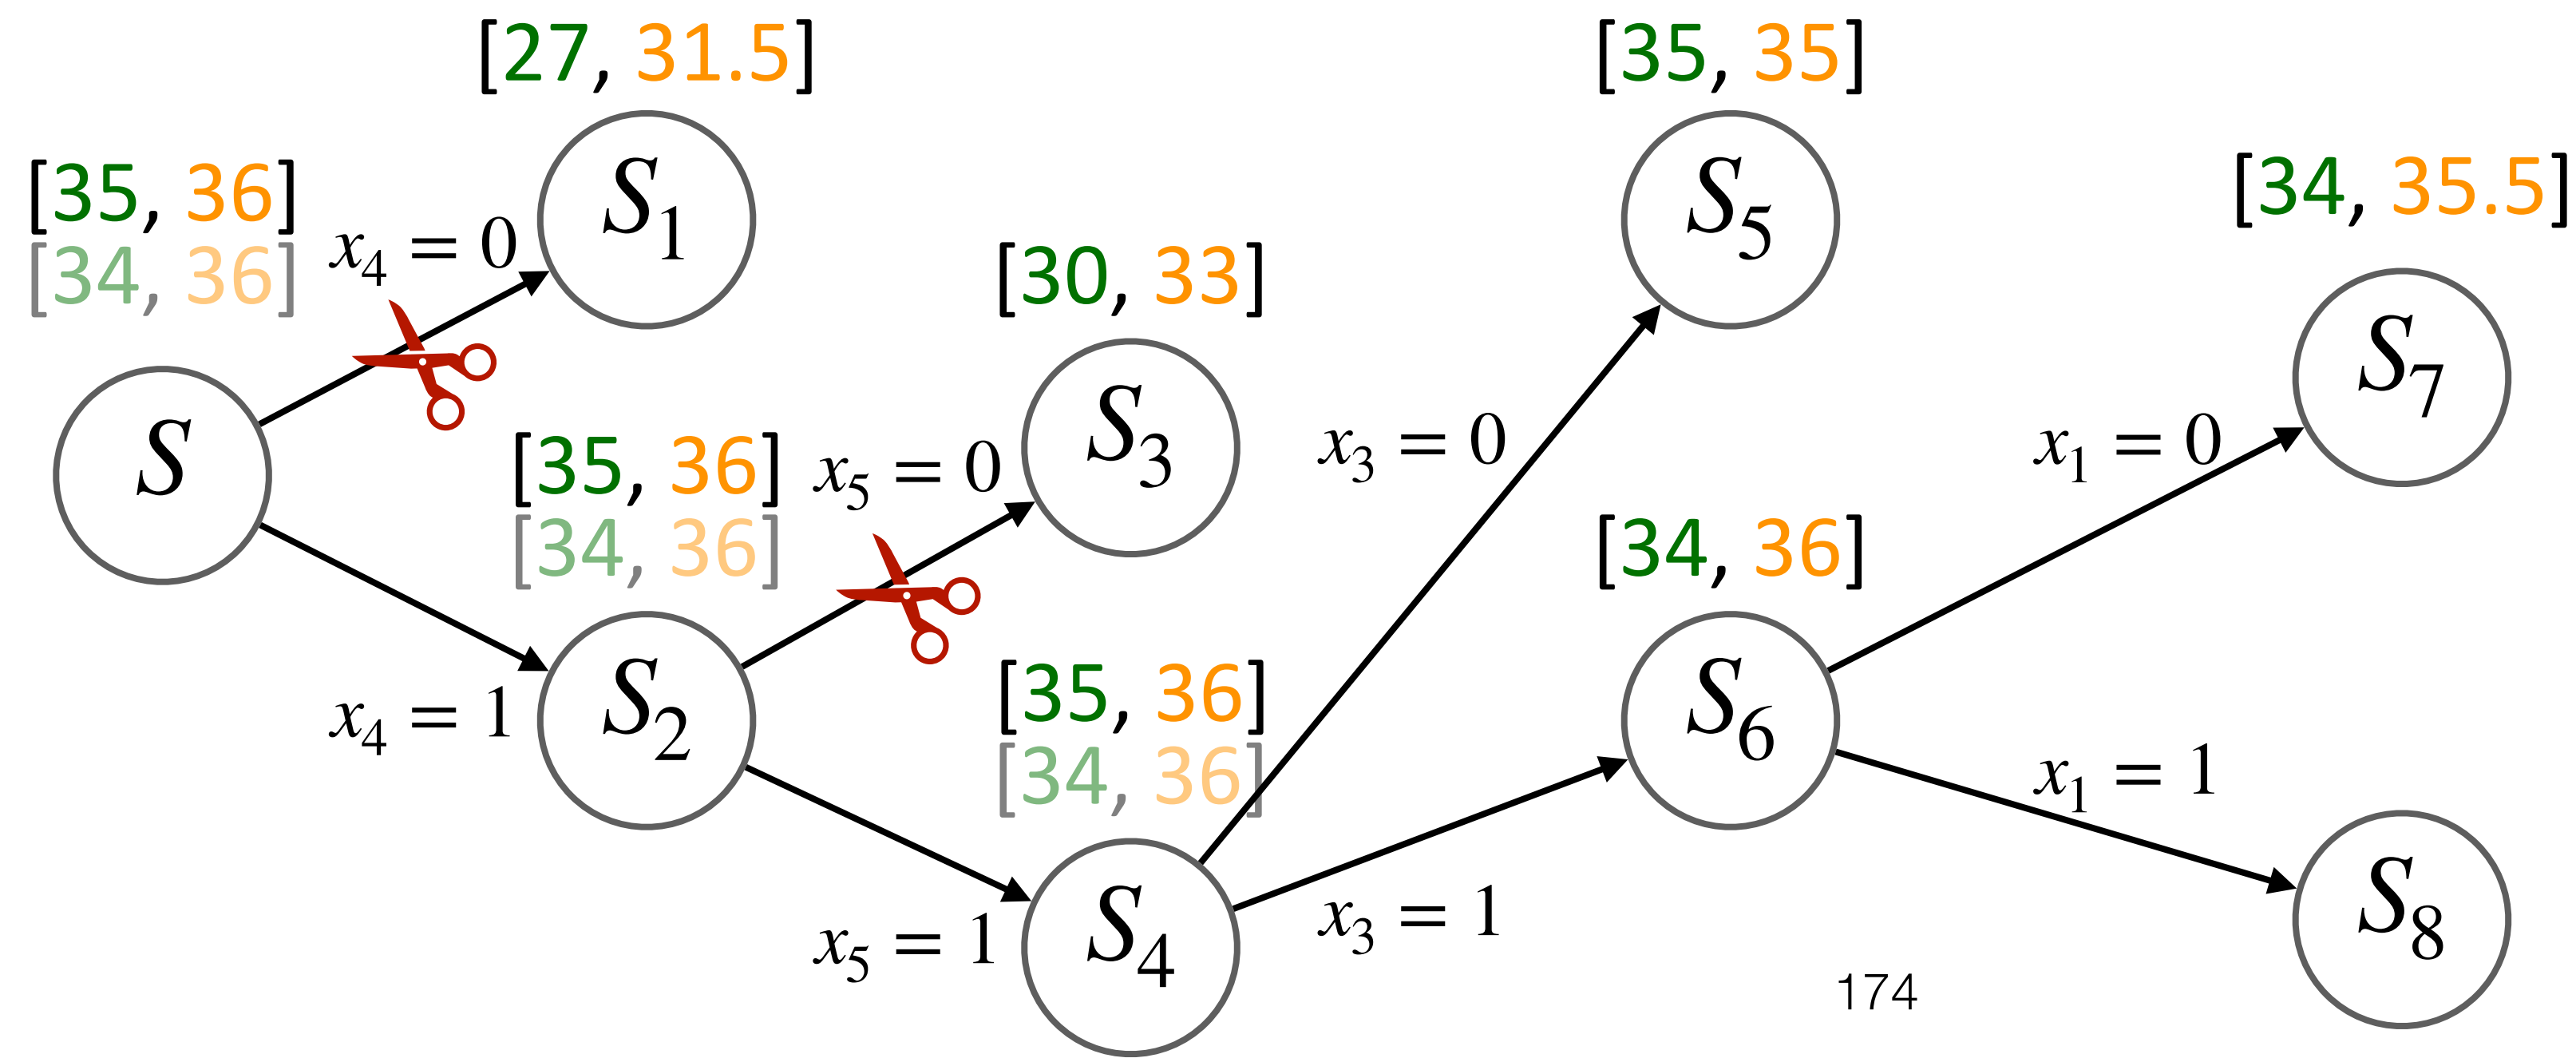 [27, 31.5]
[35, 35]
[35, 36]
[34, 36]
x₄ = 0
S₁
S₅
[34, 35.5]
[30, 33]
S
S₃
x₃ = 0
S₇
x₁ = 0
[35, 36]
[34, 36]
x₅ = 0
[34, 36]
x₄ = 1
S₂
[35, 36]
[34, 36]
S₆
x₁ = 1
x₅ = 1
S₄
x₃ = 1
S₈
174